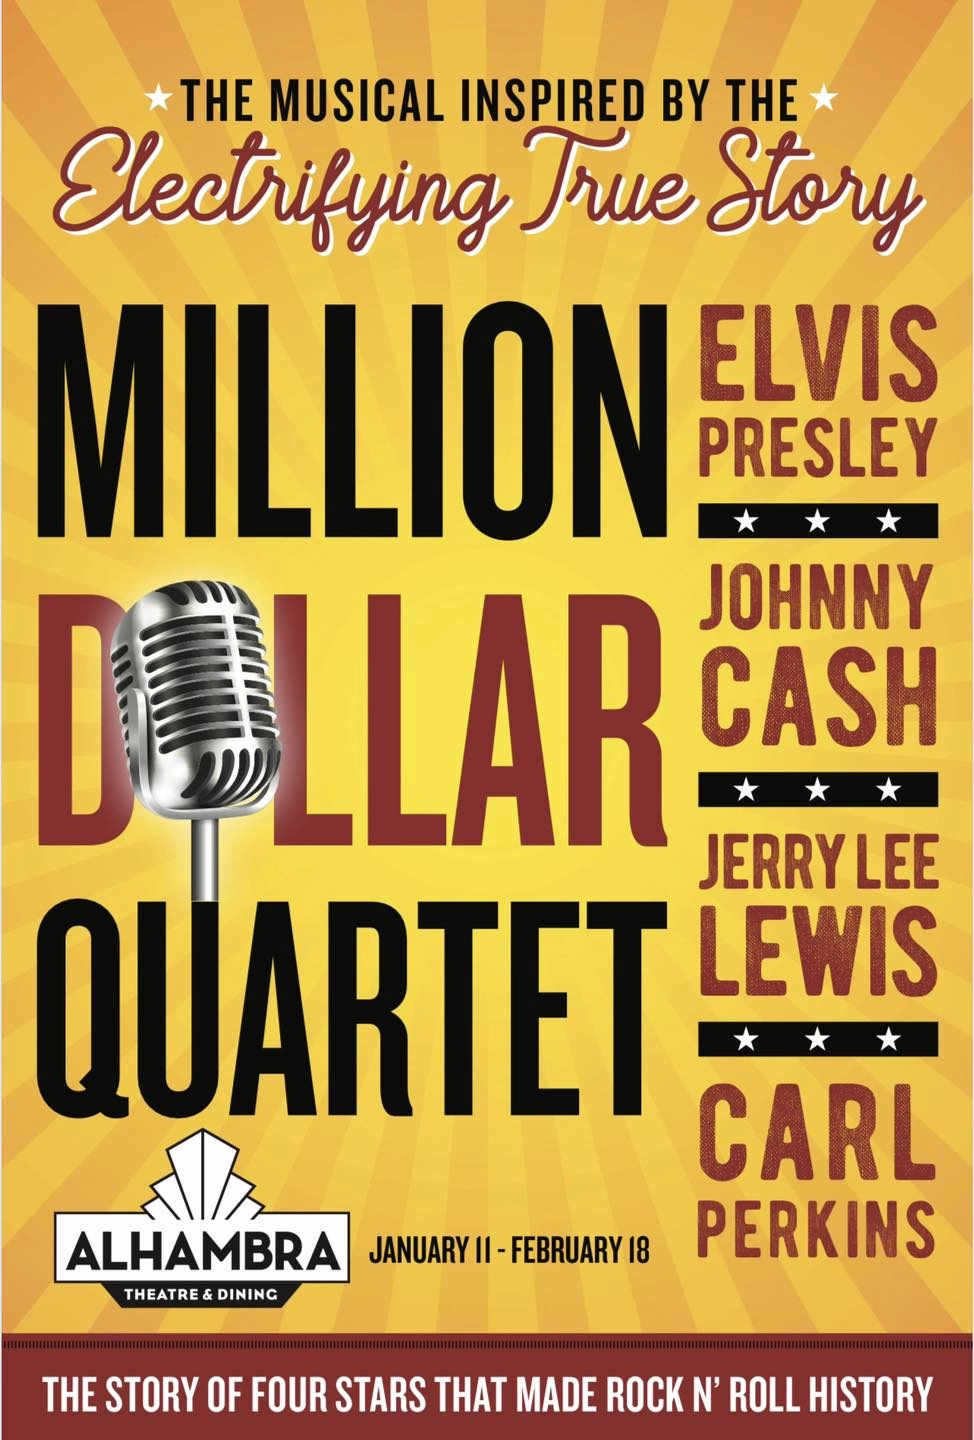 THE MUSICAL INSPIRED BY THE
Electrifying True Story
MILLION
DOLLAR
QUARTET
ELVIS
PRESLEY
JOHNNY
CASH
JERRY LEE
LEWIS
CARL
PERKINS
ALHAMBRA
THEATRE & DINING
JANUARY 11 - FEBRUARY 18
THE STORY OF FOUR STARS THAT MADE ROCK N' ROLL HISTORY